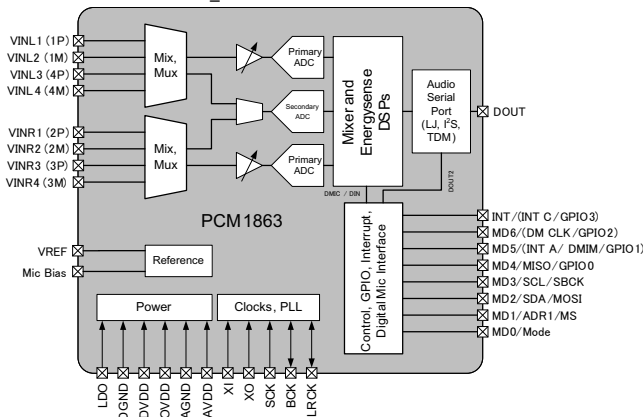 VINL1 (1P)
VINL2 (1M)
VINL3 (4P)
VINL4 (4M)
VINR1 (2P)
VINR2 (2M)
VINR3 (3P)
VINR4 (3M)
VREF
Mic Bias
Mix,
Mux
Mix,
Mux
Primary
ADC
Secondary
ADC
Primary
ADC
Mixer and
Energysense
DSPs
Audio
Serial
Port
(LJ, I²S,
TDM)
DOUT
DMIC / DIN
DOUT2
PCM1863
Reference
Control, GPIO, Interrupt,
Digital Mic Interface
INT/(INT C/GPIO3)
MD6/(DM CLK/GPIO2)
MD5/(INT A/ DMIM/GPIO1)
MD4/MISO/GPIO0
MD3/SCL/SBCK
MD2/SDA/MOSI
MD1/ADR1/MS
MD0/Mode
Power
Clocks, PLL
LDO
DGND
DVDD
IOVDD
AGND
AVDD
XI
XO
SCK
BCK
LRCK